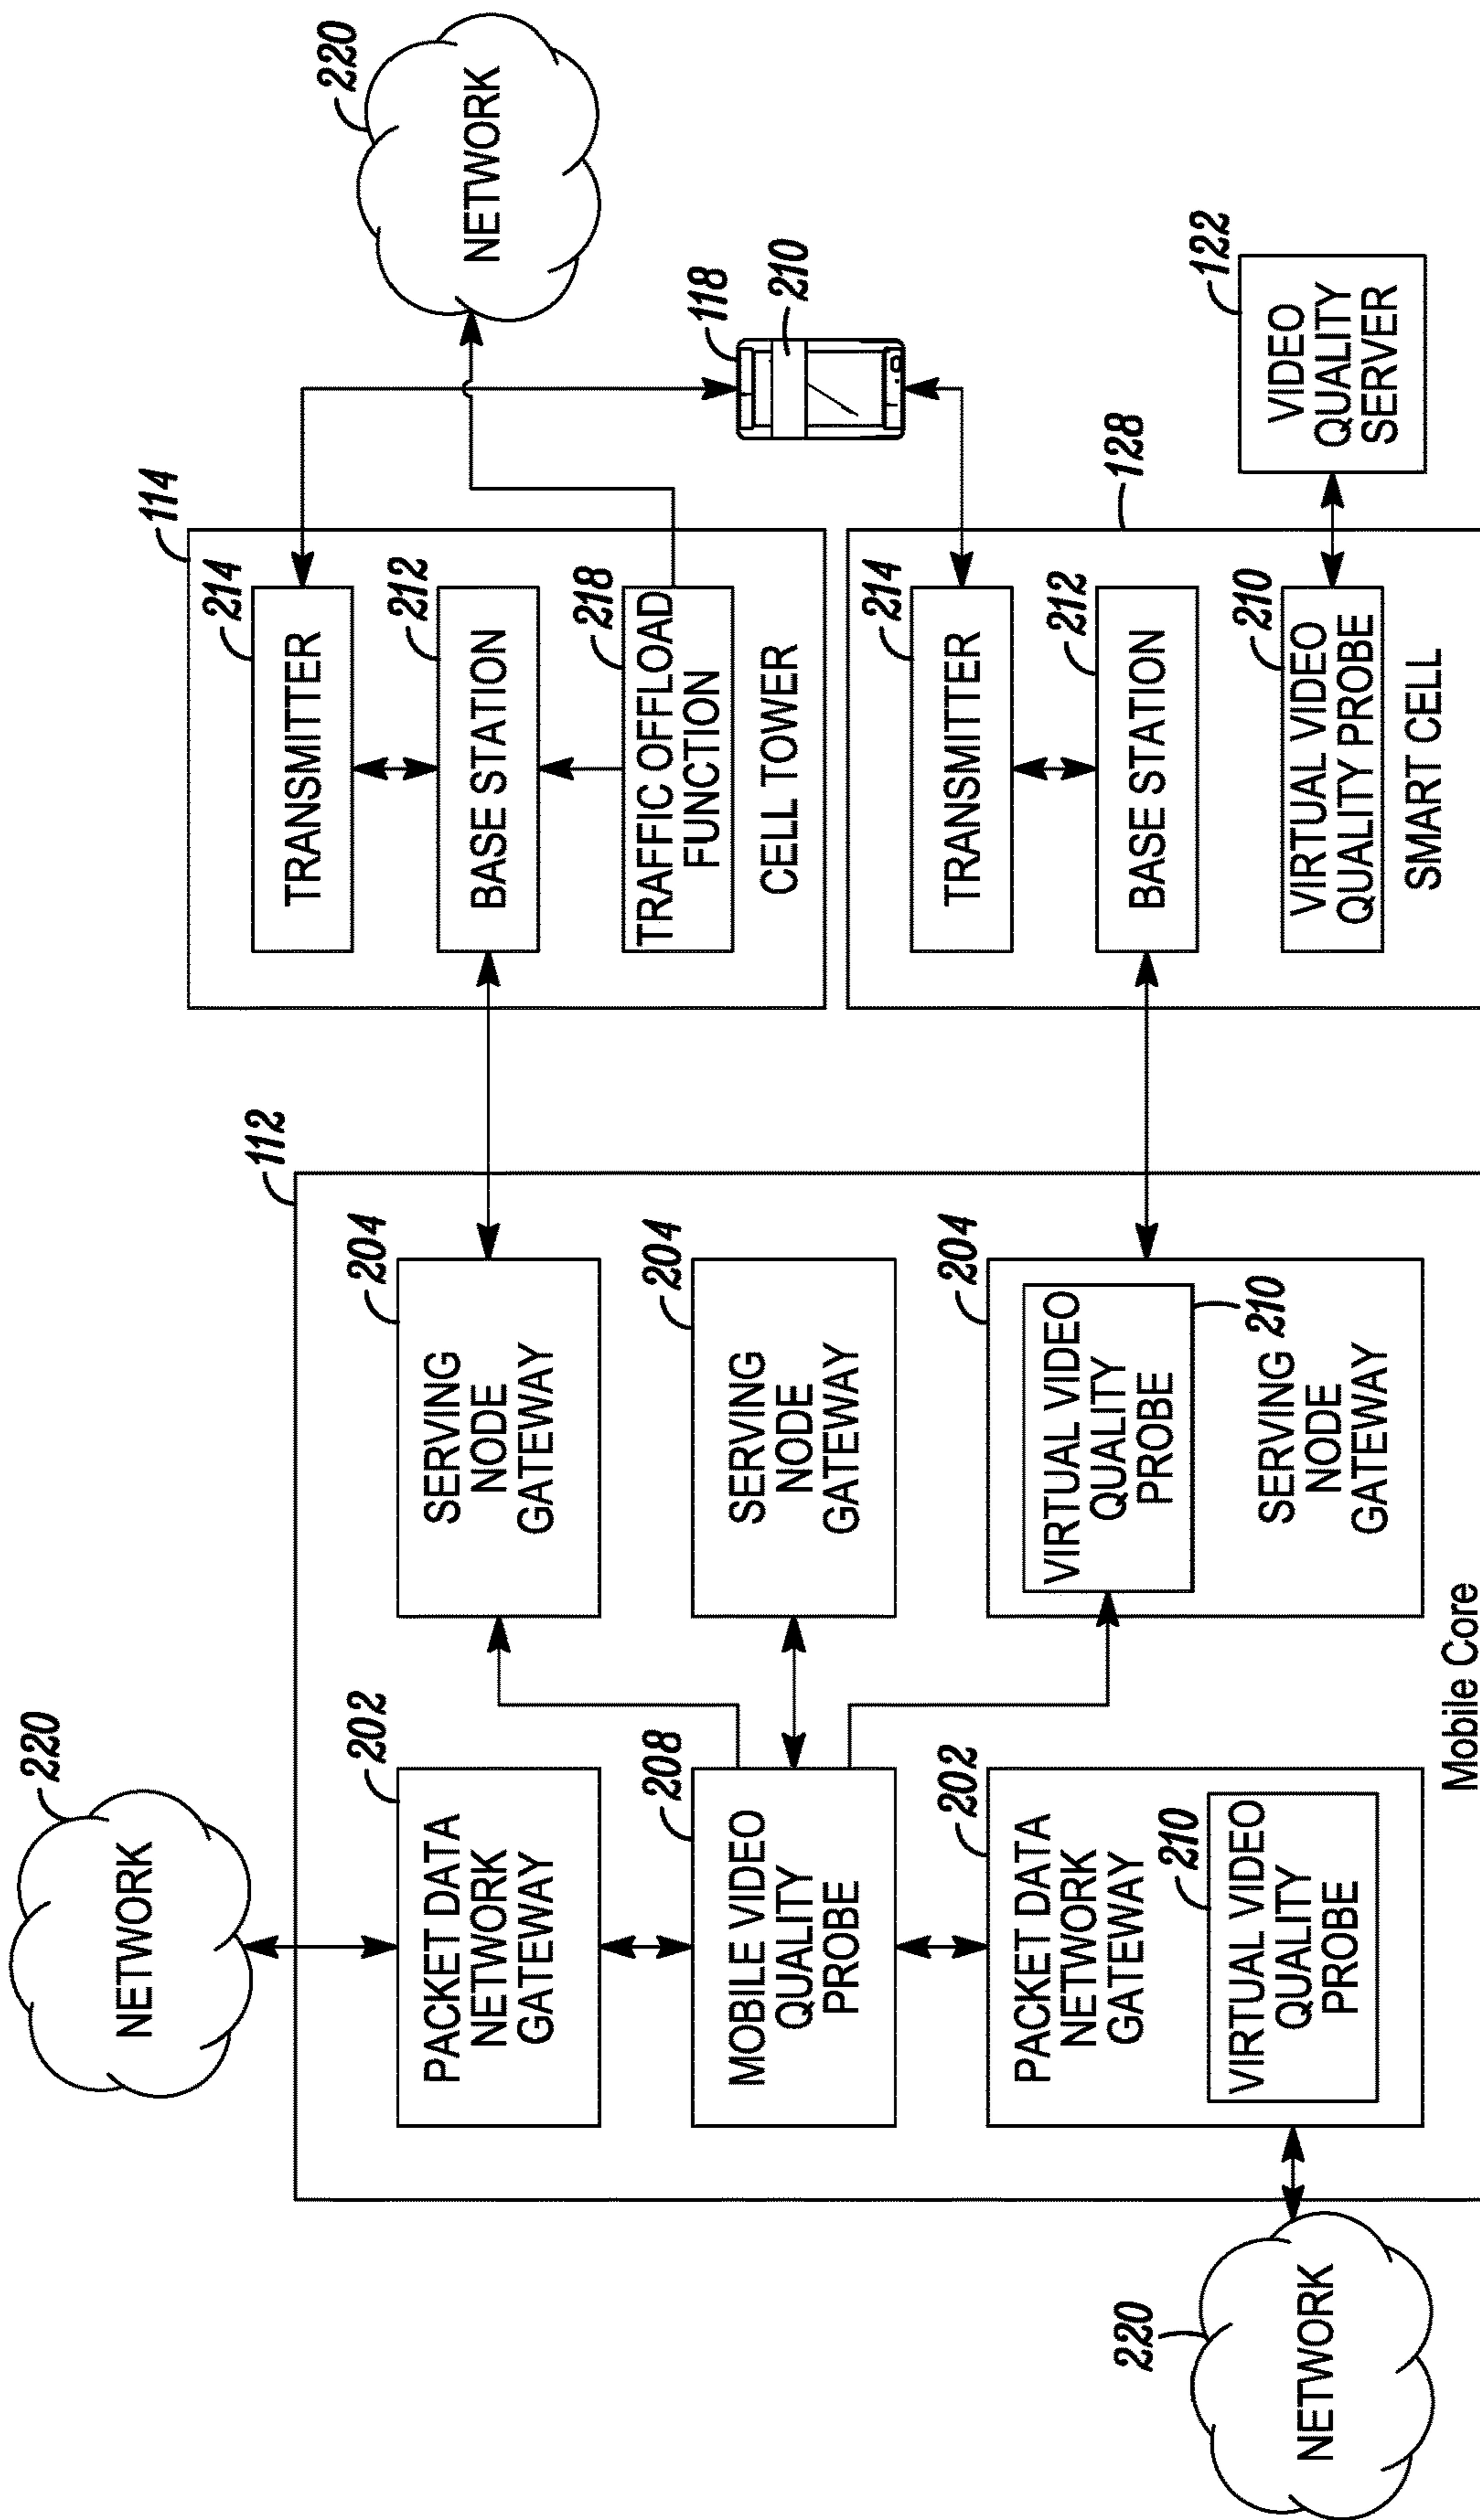 220
NETWORK
112
202
PACKET DATA
NETWORK
GATEWAY
208
MOBILE VIDEO
QUALITY
PROBE
202
PACKET DATA
NETWORK
GATEWAY
210
VIRTUAL VIDEO
QUALITY
PROBE
220
NETWORK
204
SERVING
NODE
GATEWAY
204
SERVING
NODE
GATEWAY
204
VIRTUAL VIDEO
QUALITY
PROBE
210
SERVING
NODE
GATEWAY
Mobile Core
114
214
TRANSMITTER
212
BASE STATION
218
TRAFFIC OFFLOAD
FUNCTION
CELL TOWER
128
214
TRANSMITTER
212
BASE STATION
210
VIRTUAL VIDEO
QUALITY PROBE
SMART CELL
220
NETWORK
118
210
122
VIDEO
QUALITY
SERVER